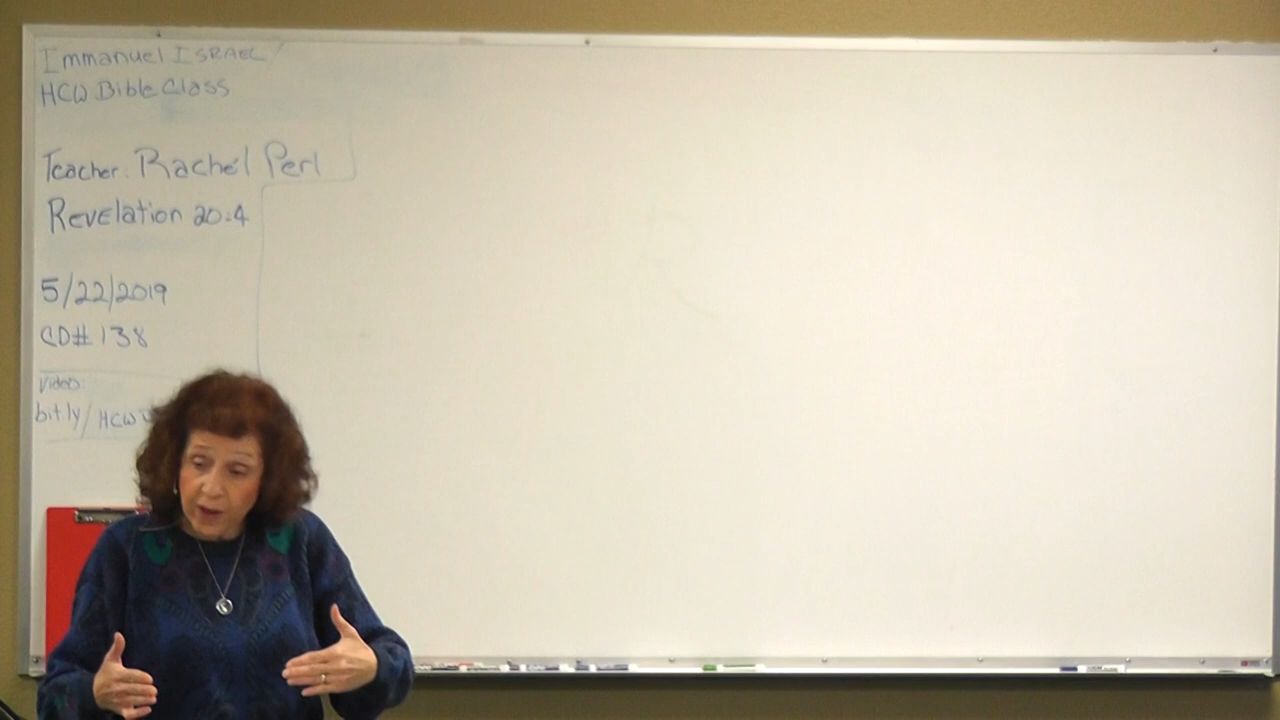 Immanuel ISRAEL/
HCW Bible Class
Teacher: Rachel Perl
Revelation 20:4
5/22/2019
CD# 138
Video:
bit.ly/HCW